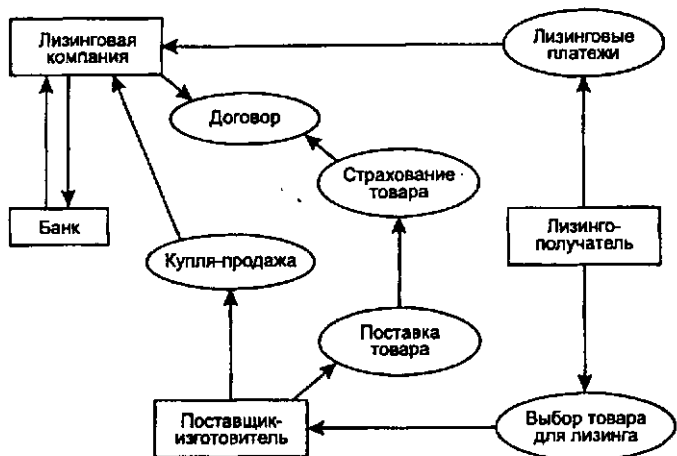 Лизинговая
компания
Лизинговые
платежи
Договор
Страхование
товара
Банк
Купля-продажа
Лизинго-
получатель
Поставка
товара
Поставщик-
изготовитель
Выбор товара
для лизинга